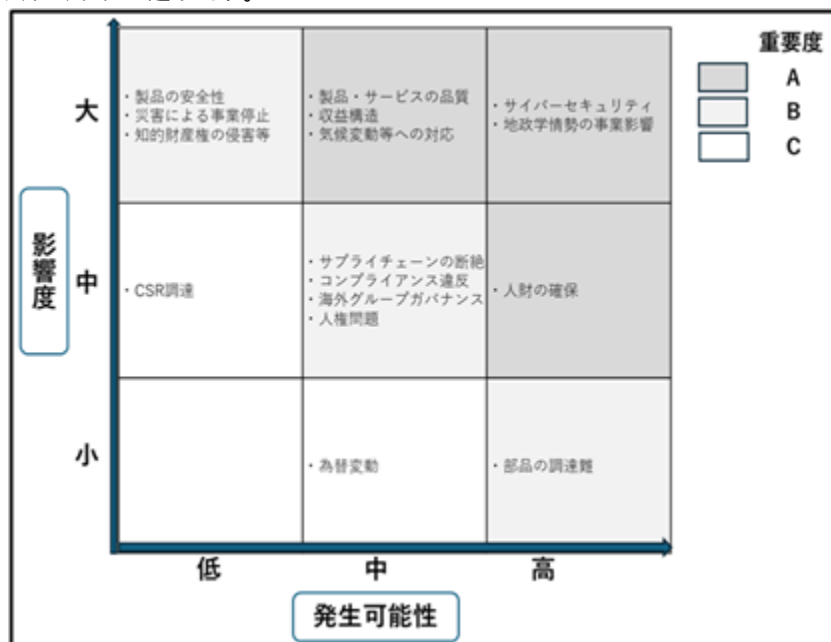 重要度
A
B
C
大
・製品の安全性
・災害による事業停止
・知的財産権の侵害等
・製品・サービスの品質
・収益構造
・気候変動等への対応
・サイバーセキュリティ
・地政学情勢の事業影響
影響度
中
・CSR調達
・サプライチェーンの断絶
・コンプライアンス違反
・海外グループガバナンス
・人権問題
・人財の確保
小
・為替変動
・部品の調達難
低
中
高
発生可能性